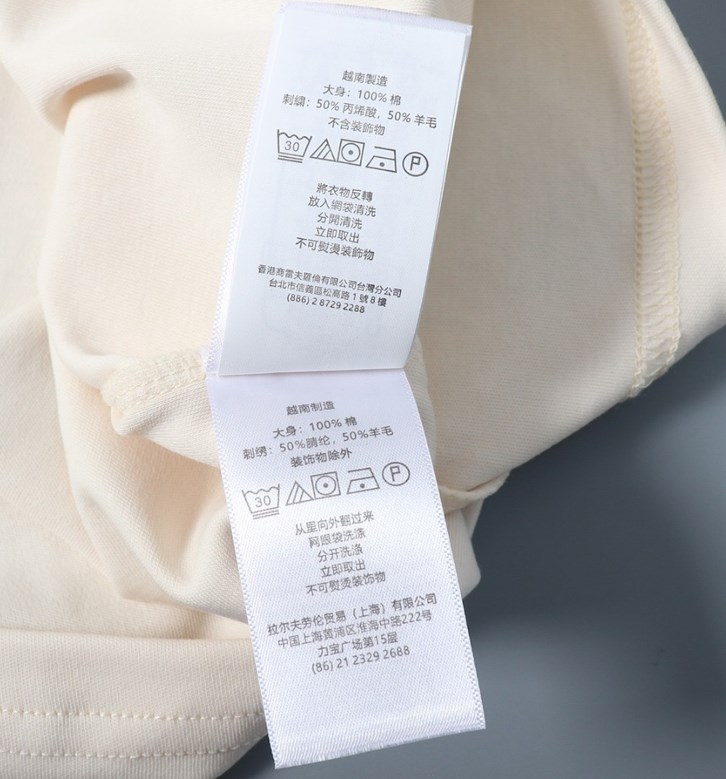 越南製造
大身：100% 棉
刺繡：50% 丙烯酸，50% 羊毛
不含装飾物
30
P
將衣物反轉
放入網袋清洗
分開清洗
立即取出
不可熨燙装飾物
香港商雷夫羅倫有限公司台灣分公司
台北市信義區松高路 1 號 8 樓
(886) 2 8729 2288
越南制造
大身：100% 棉
刺绣：50%腈纶，50%羊毛
装饰物除外
30
P
从里向外翻过来
网眼袋洗涤
分开洗涤
立即取出
不可熨烫装饰物
拉尔夫劳伦贸易（上海）有限公司
中国上海黄浦区淮海中路222号
力宝广场第15层
(86) 21 2329 2688